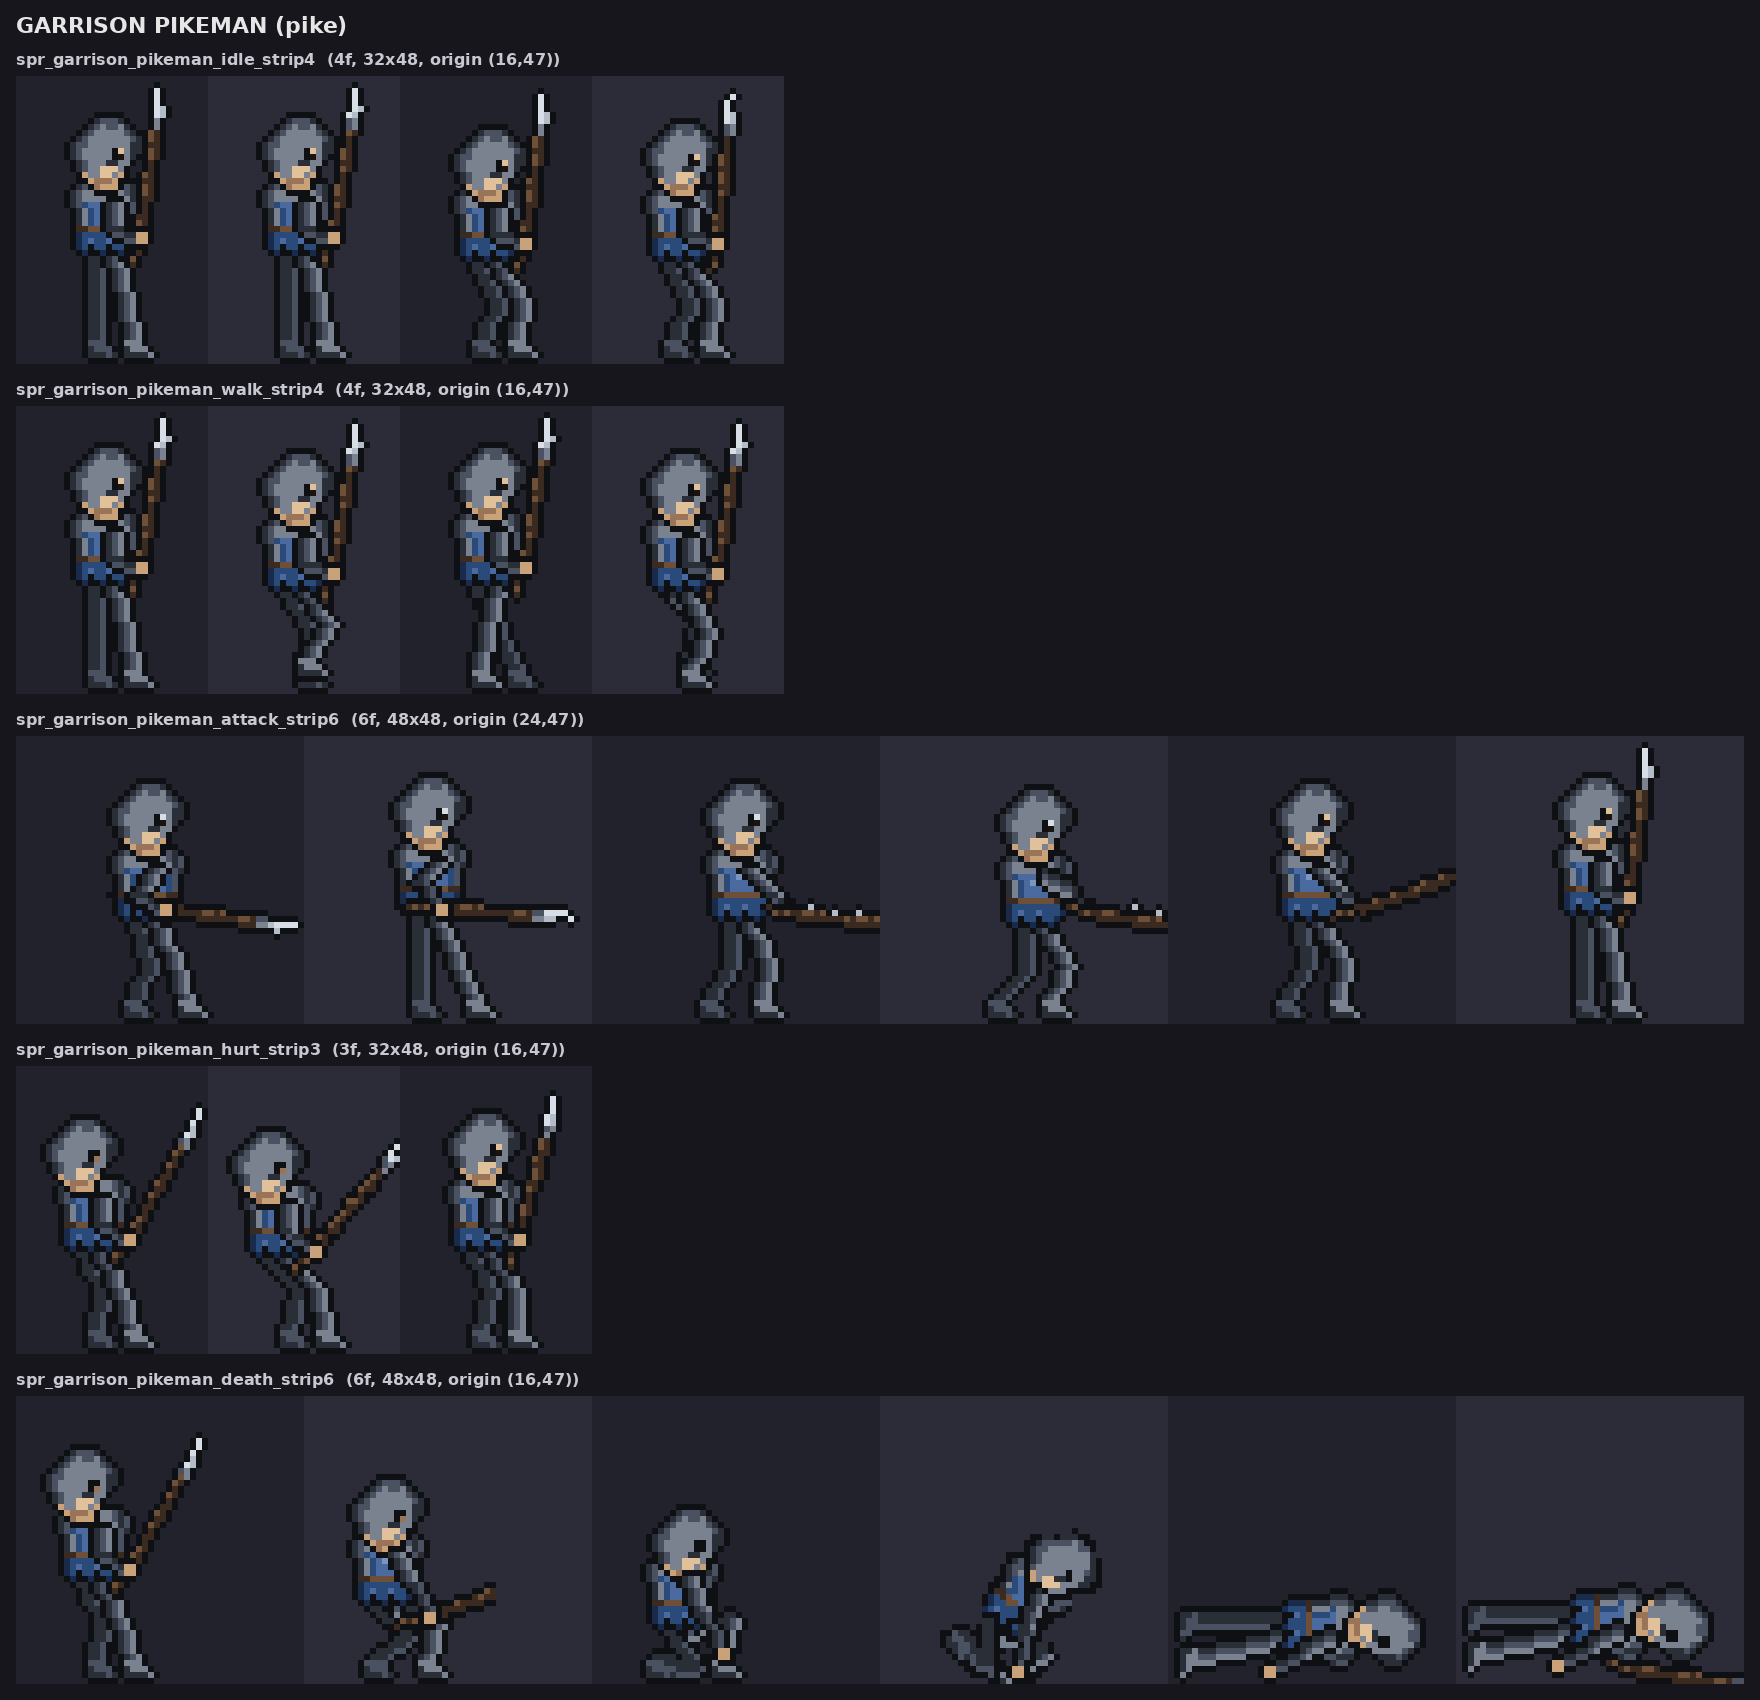 GARRISON PIKEMAN (pike)
spr_garrison_pikeman_idle_strip4 (4f, 32x48, origin (16,47))
spr_garrison_pikeman_walk_strip4 (4f, 32x48, origin (16,47))
spr_garrison_pikeman_attack_strip6 (6f, 48x48, origin (24,47))
spr_garrison_pikeman_hurt_strip3 (3f, 32x48, origin (16,47))
spr_garrison_pikeman_death_strip6 (6f, 48x48, origin (16,47))